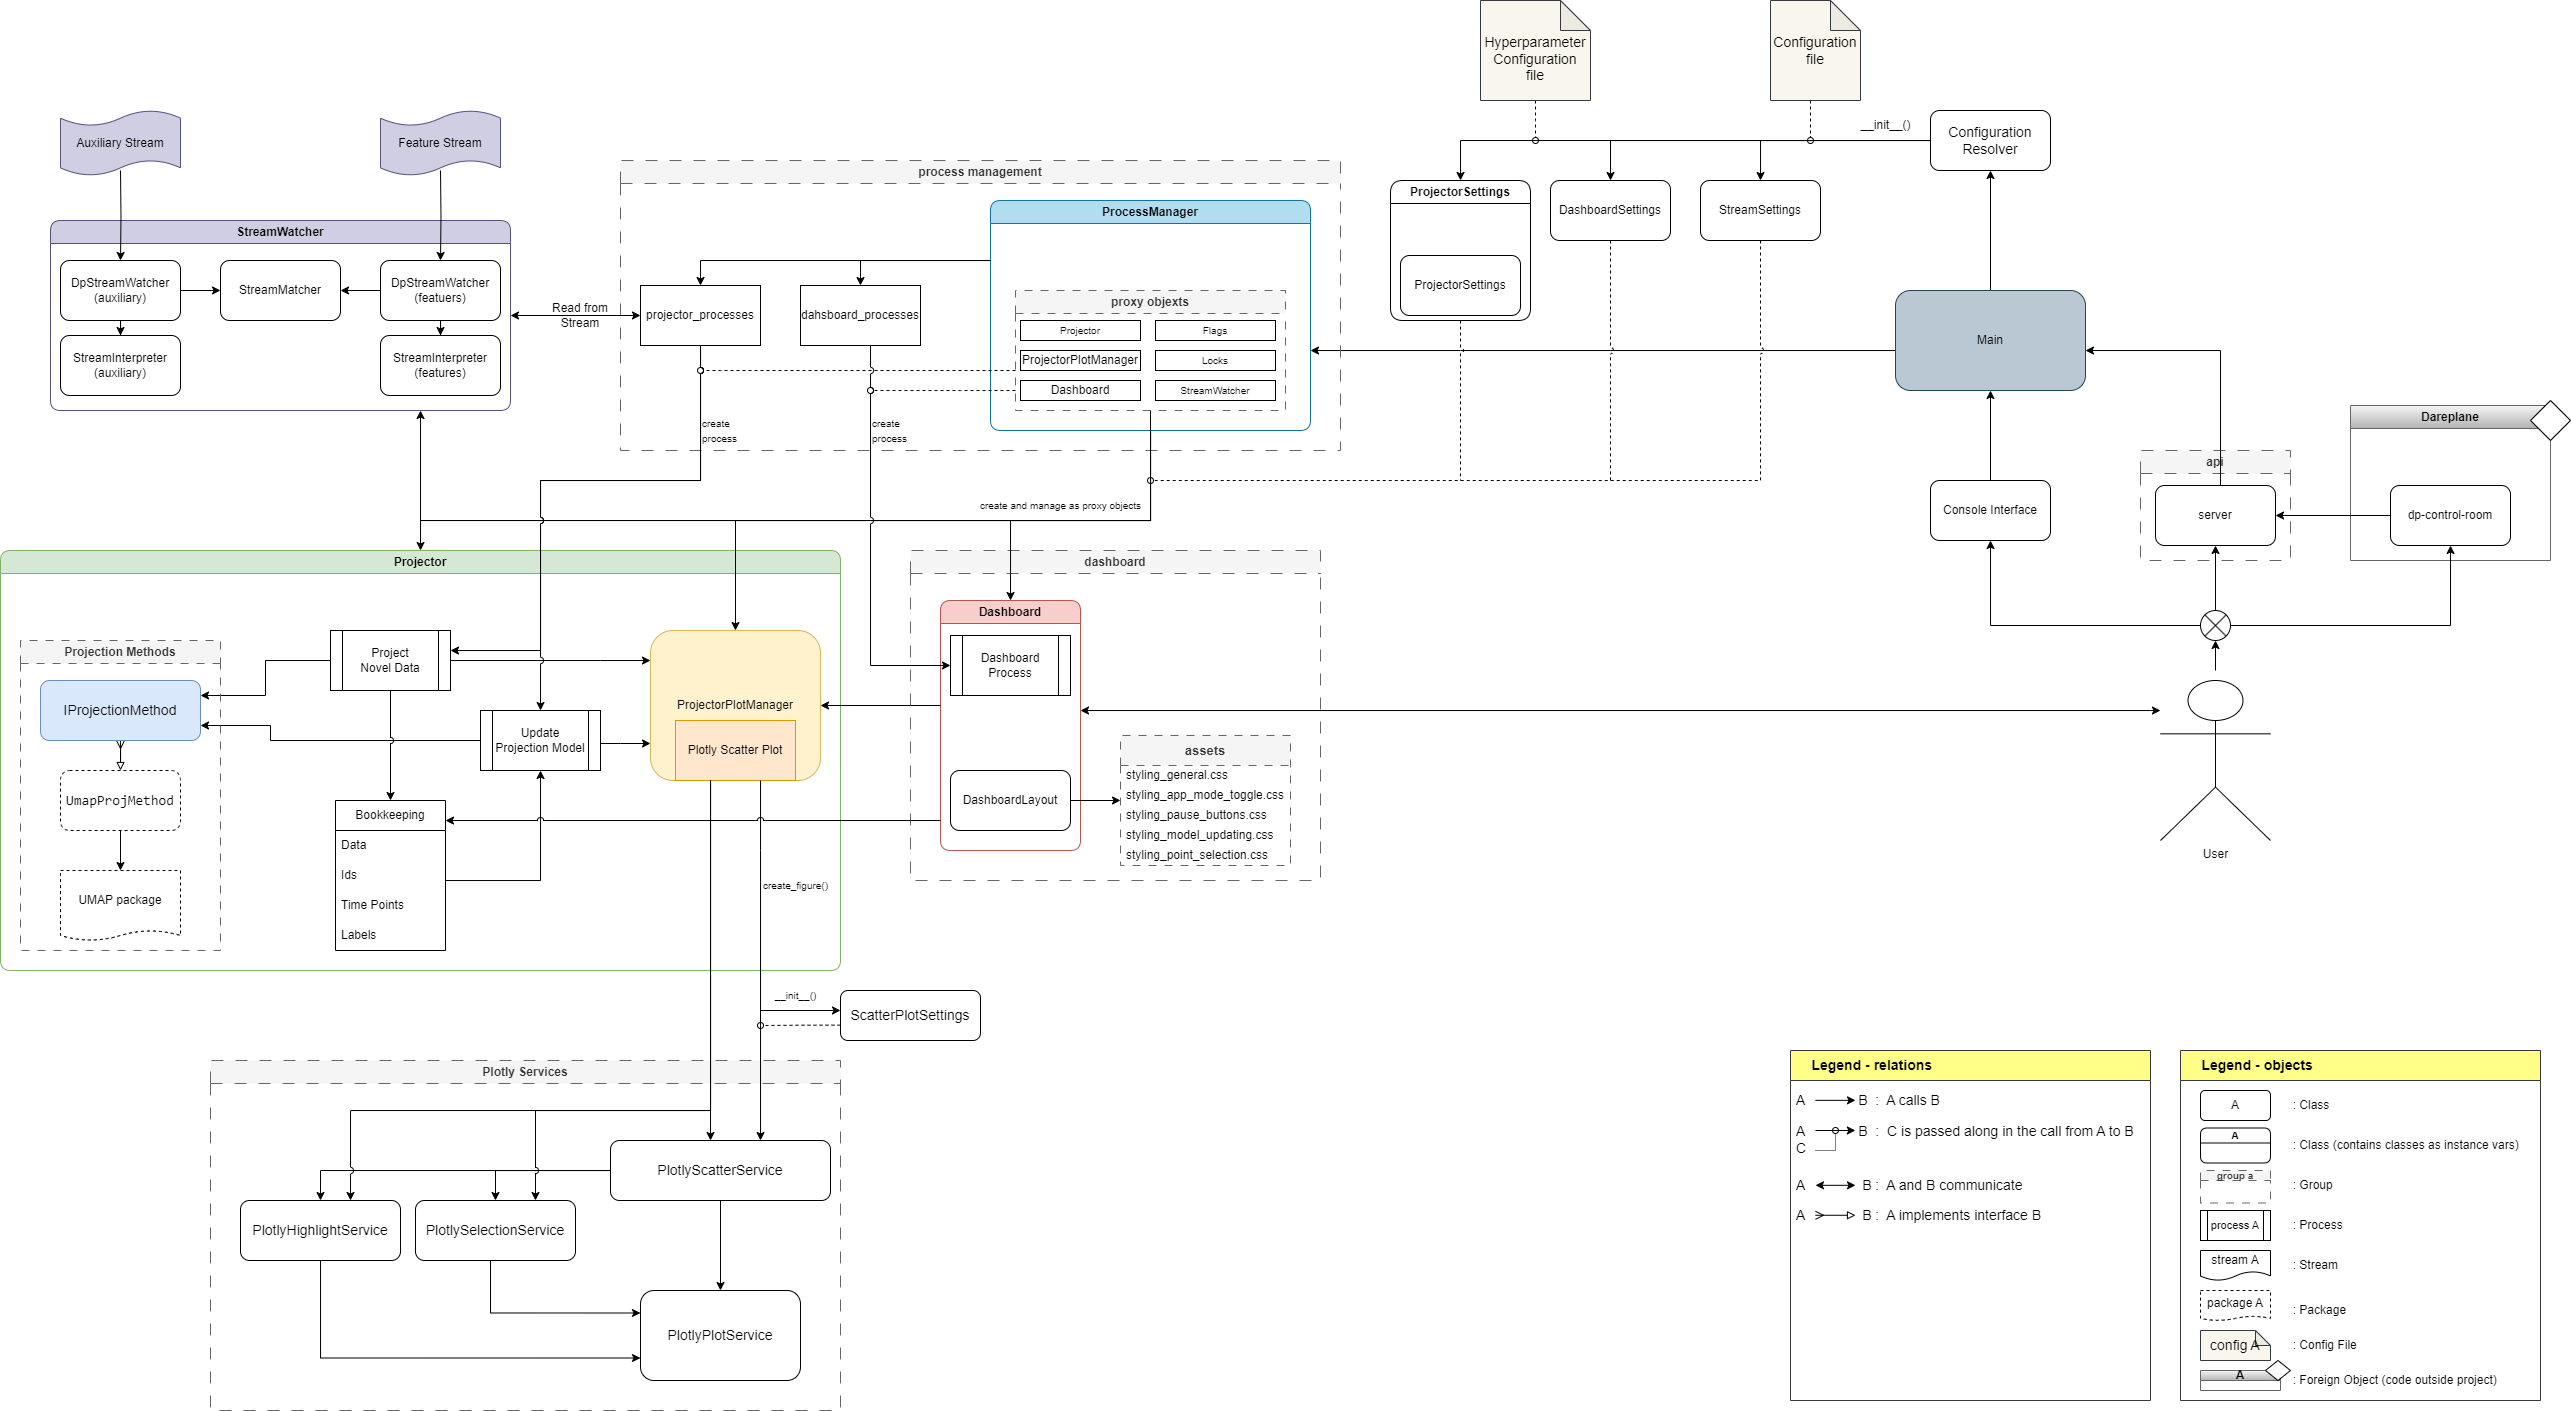 Hyperparameter
Configuration
file
Configuration
file
__init__()
Configuration
Resolver
Auxiliary Stream
Feature Stream
process management
ProjectorSettings
ProjectorSettings
DashboardSettings
StreamSettings
StreamWatcher
DpStreamWatcher
(auxiliary)
StreamMatcher
DpStreamWatcher
(featuers)
StreamInterpreter
(auxiliary)
StreamInterpreter
(features)
Read from
Stream
projector_processes
dahsboard_processes
ProcessManager
proxy objexts
Projector
Flags
ProjectorPlotManager
Locks
Dashboard
StreamWatcher
create
process
create
process
create and manage as proxy objects
Main
Console Interface
api
server
Dareplane
dp-control-room
User
Projector
Projection Methods
IProjectionMethod
UmapProjMethod
UMAP package
Project
Novel Data
Update
Projection Model
Bookkeeping
Data
Ids
Time Points
Labels
ProjectorPlotManager
Plotly Scatter Plot
create_figure()
dashboard
Dashboard
Dashboard
Process
DashboardLayout
assets
styling_general.css
styling_app_mode_toggle.css
styling_pause_buttons.css
styling_model_updating.css
styling_point_selection.css
__init__()
ScatterPlotSettings
Plotly Services
PlotlyScatterService
PlotlyHighlightService
PlotlySelectionService
PlotlyPlotService
Legend - relations
A B : A calls B
A B : C is passed along in the call from A to B
C
A B : A and B communicate
A B : A implements interface B
Legend - objects
A : Class
A : Class (contains classes as instance vars)
group a : Group
process A : Process
stream A : Stream
package A : Package
config A : Config File
A : Foreign Object (code outside project)